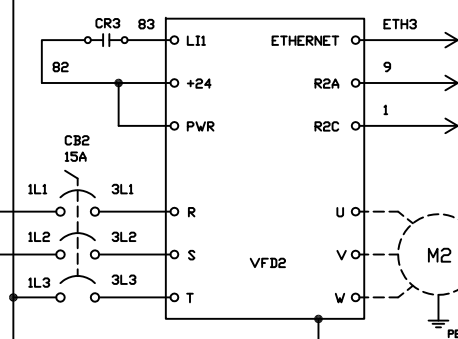 CR3 83
LI1 ETHERNET ETH3
82
+24 R2A 9
PWR R2C 1
CB2
15A
1L1 3L1
R U
1L2 3L2
S V
VFD2 M2
1L3 3L3
T W